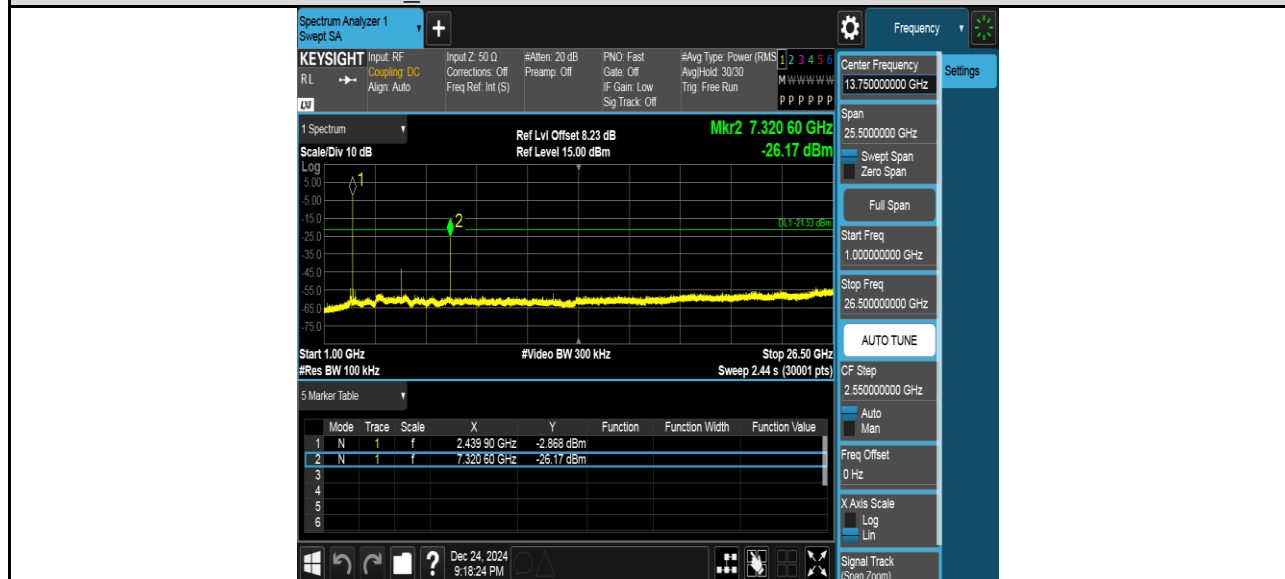 Spectrum Analyzer 1
Swept SA
+
Frequency
KEYSIGHT
RL
LXI
Input: RF
Coupling: DC
Align: Auto
Input Z: 50 Ω
Corrections: Off
Freq Ref: Int (S)
#Atten: 20 dB
Preamp: Off
PNO: Fast
Gate: Off
IF Gain: Low
Sig Track: Off
#Avg Type: Power (RMS
Avg|Hold: 30/30
Trig: Free Run
1 2 3 4 5 6
M W W W W W
P P P P P P
Center Frequency
13.750000000 GHz
Settings
Span
25.5000000 GHz
Swept Span
Zero Span
Full Span
Start Freq
1.000000000 GHz
Stop Freq
26.500000000 GHz
AUTO TUNE
CF Step
2.550000000 GHz
Auto
Man
Freq Offset
0 Hz
X Axis Scale
Log
Lin
Signal Track
(Span Zoom)
1 Spectrum
Scale/Div 10 dB
Ref Lvl Offset 8.23 dB
Ref Level 15.00 dBm
Mkr2 7.320 60 GHz
-26.17 dBm
Log
5.00
-5.00
-15.0
-25.0
-35.0
-45.0
-55.0
-65.0
-75.0
1
2
DL1 -21.53 dBm
Start 1.00 GHz
#Res BW 100 kHz
#Video BW 300 kHz
Stop 26.50 GHz
Sweep 2.44 s (30001 pts)
5 Marker Table
Mode Trace Scale X Y Function Function Width Function Value
1 N 1 f 2.439 90 GHz -2.868 dBm
2 N 1 f 7.320 60 GHz -26.17 dBm
3
4
5
6
?
Dec 24, 2024
9:18:24 PM